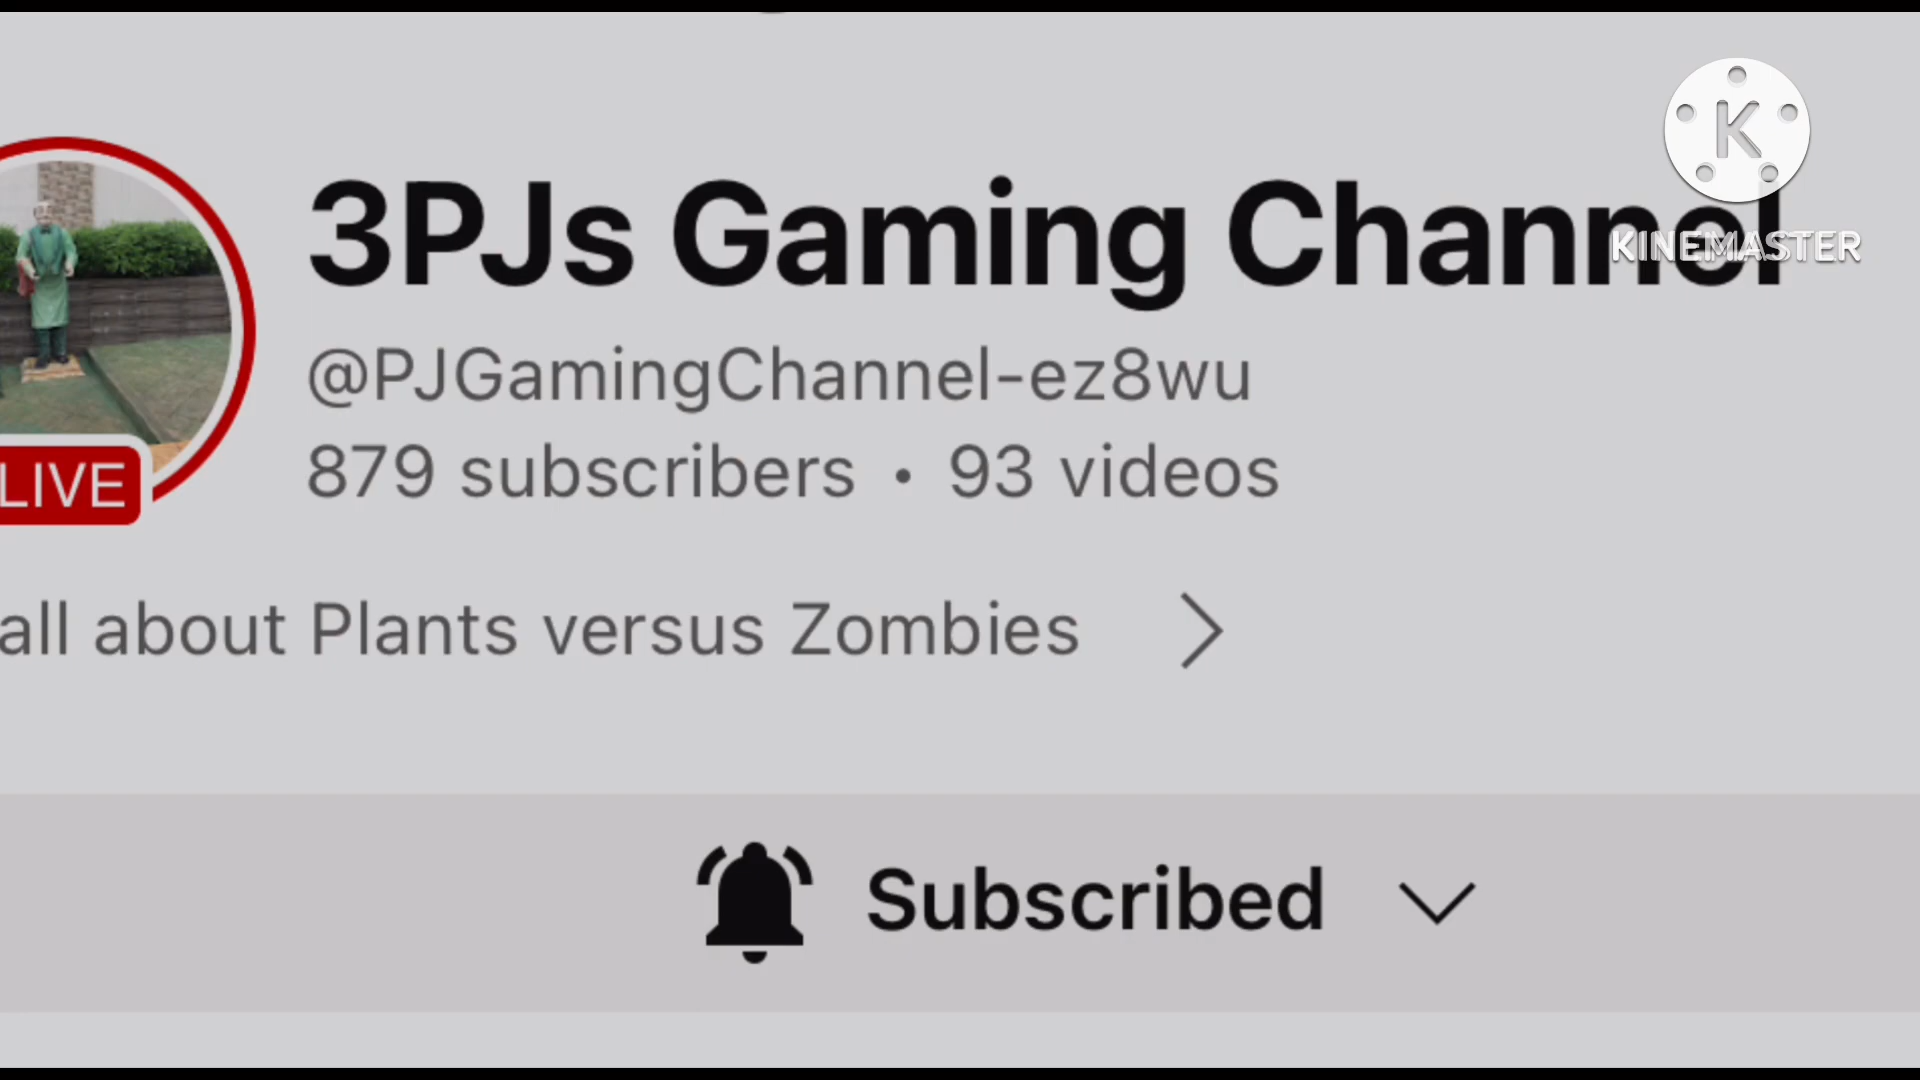 3PJs Gaming Channel
K
KINEMASTER
@PJGamingChannel-ez8wu
879 subscribers • 93 videos
LIVE
all about Plants versus Zombies
Subscribed